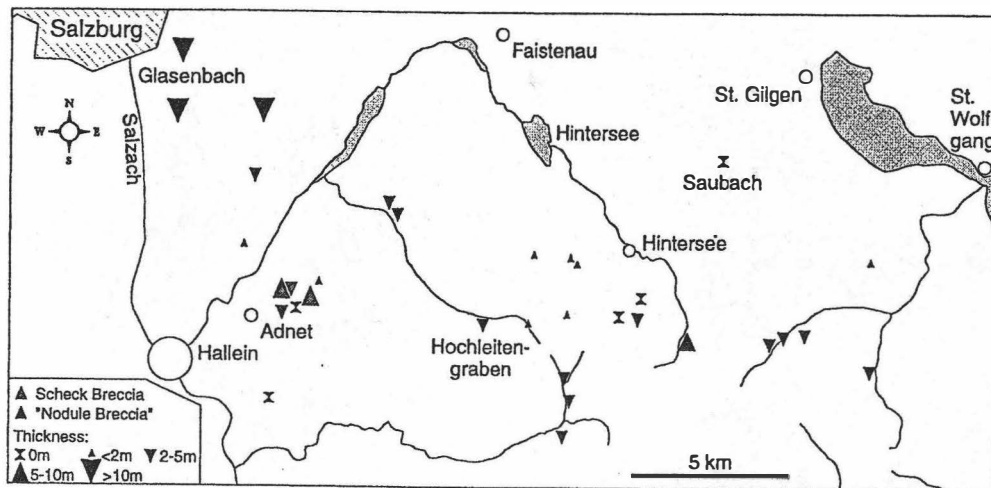 Salzburg
Glasenbach
Faistenau
St. Gilgen
St.
Wolf
gang
N
W
E
S
Salzach
Hintersee
Saubach
Hintersee
Adnet
Hallein
Hochleiten-
graben
Scheck Breccia
"Nodule Breccia"
Thickness:
0m <2m 2-5m
5-10m >10m
5 km